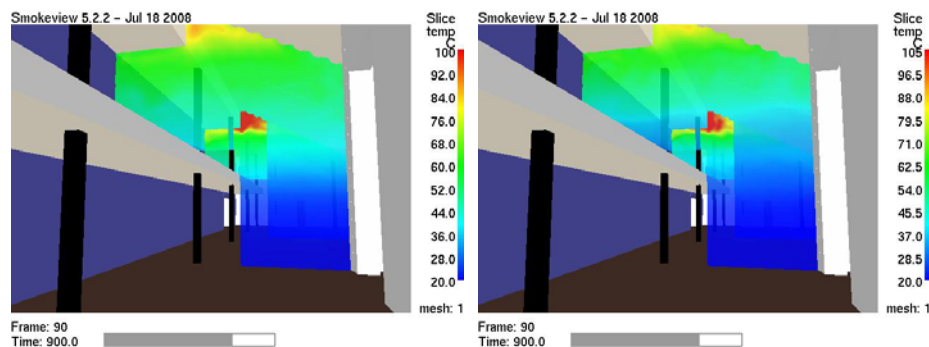 Smokeview 5.2.2 – Jul 18 2008
Slice
temp
C
100
92.0
84.0
76.0
68.0
60.0
52.0
44.0
36.0
28.0
20.0
mesh: 1
Frame: 90
Time: 900.0
Smokeview 5.2.2 – Jul 18 2008
Slice
temp
C
105
96.5
88.0
79.5
71.0
62.5
54.0
45.5
37.0
28.5
20.0
mesh: 1
Frame: 90
Time: 900.0